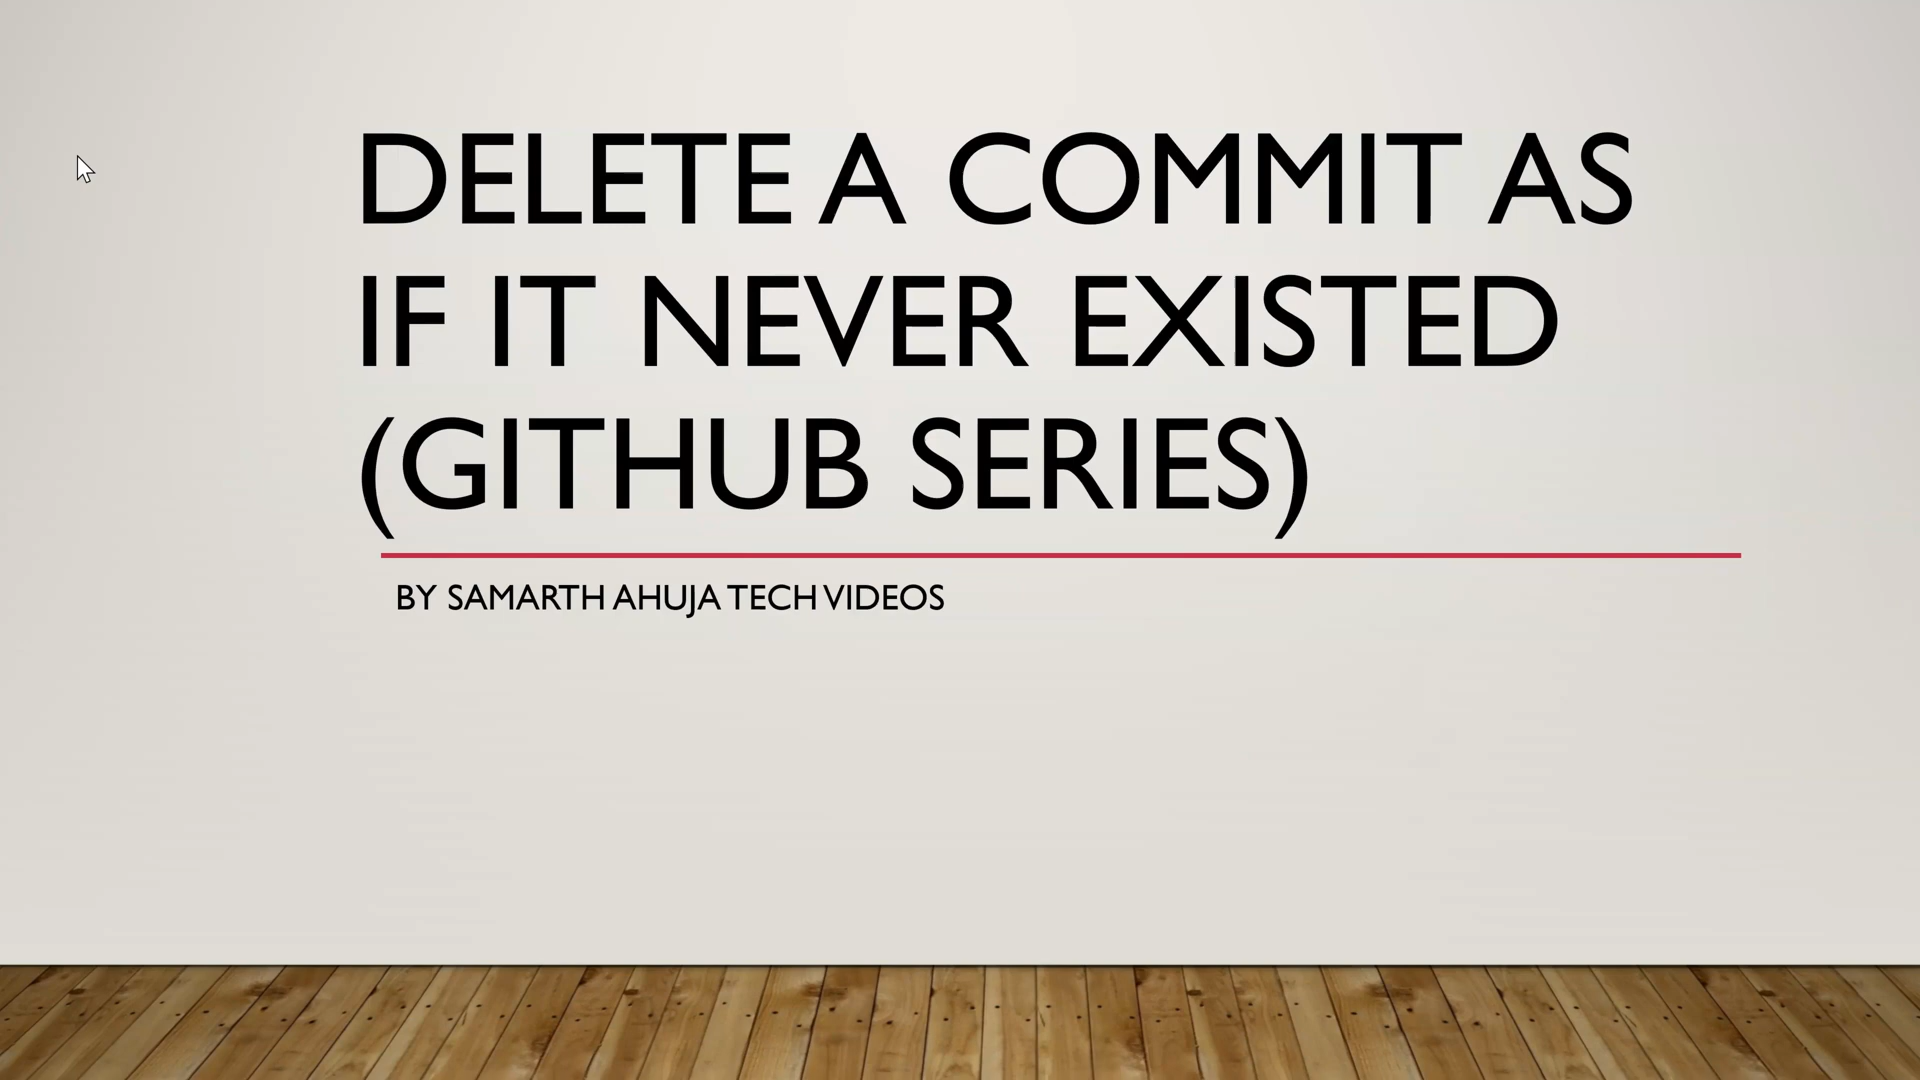 DELETE A COMMIT AS
IF IT NEVER EXISTED
(GITHUB SERIES)
BY SAMARTH AHUJA TECH VIDEOS